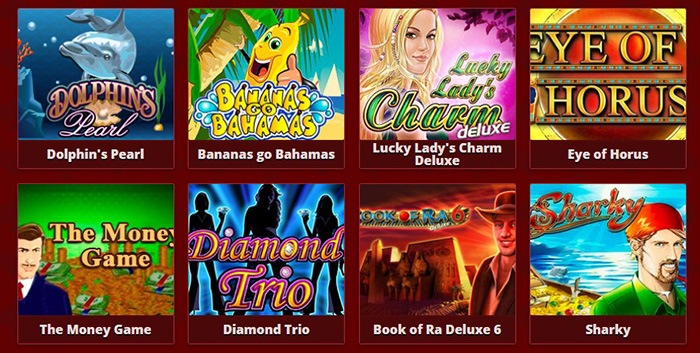 DOLPHIN'S
Pearl
Dolphin's Pearl
BANANAS
GO
BAHAMAS
Bananas go Bahamas
Lucky
Lady's
Charm
deluxe
Lucky Lady's Charm
Deluxe
EYE OF
HORUS
Eye of Horus
The Money
Game
The Money Game
Diamond
Trio
Diamond Trio
BOOK OF RA 6
Book of Ra Deluxe 6
Sharky
Sharky